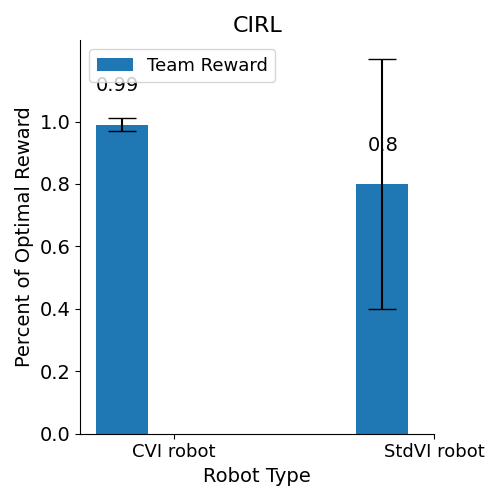 CIRL
Team Reward
0.99
0.8
Percent of Optimal Reward
1.0
0.8
0.6
0.4
0.2
0.0
CVI robot
StdVI robot
Robot Type